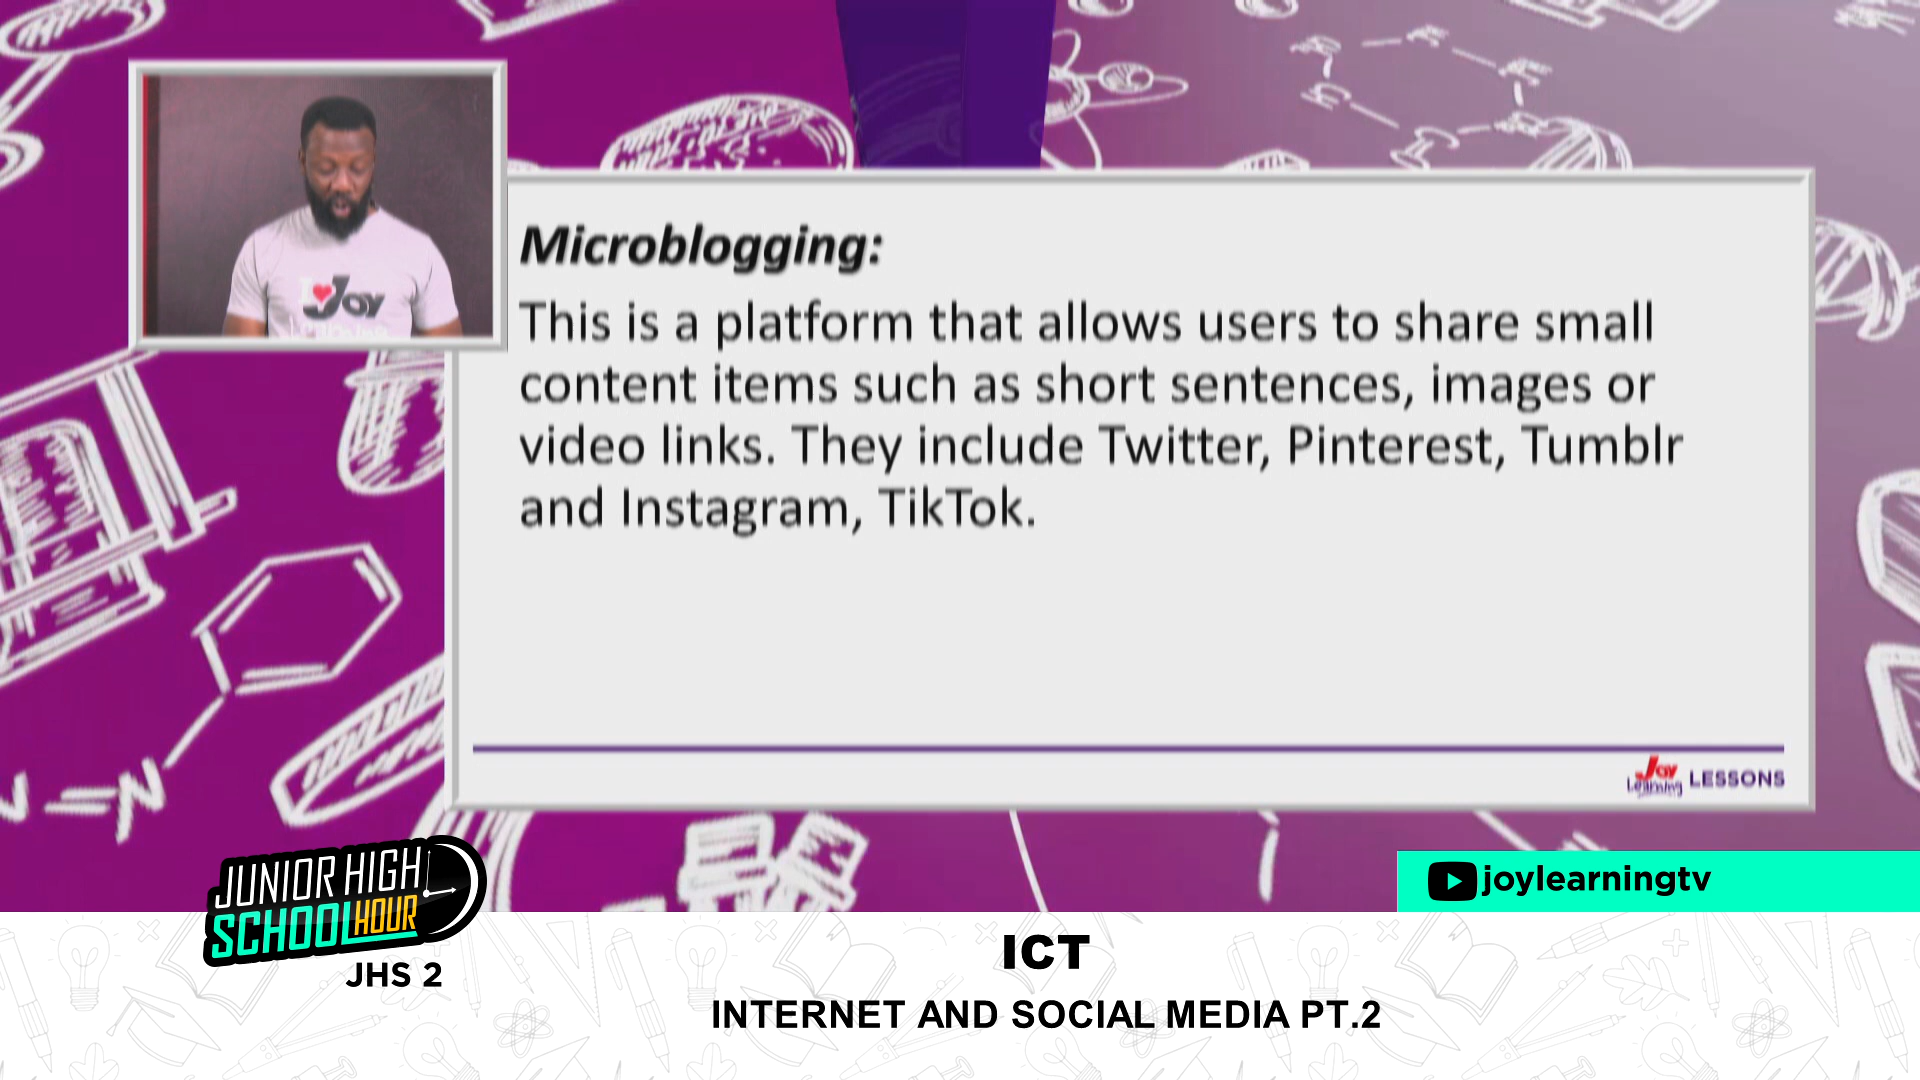 Microblogging:
This is a platform that allows users to share small
content items such as short sentences, images or
video links. They include Twitter, Pinterest, Tumblr
and Instagram, TikTok.
I Joy
Joy
Learning LESSONS
joylearningtv
JUNIOR HIGH
SCHOOL HOUR
JHS 2
ICT
INTERNET AND SOCIAL MEDIA PT.2
N=N